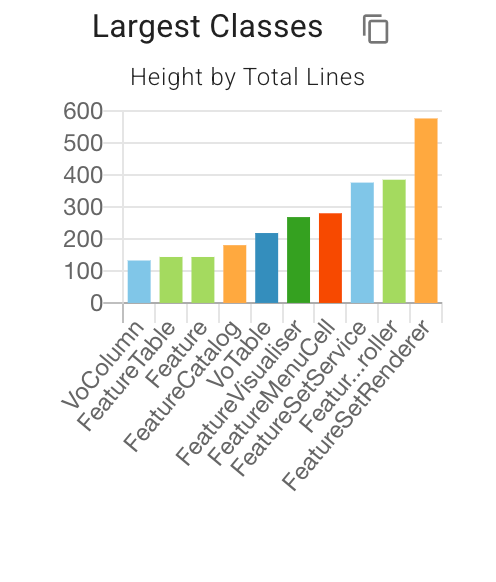 Largest Classes
Height by Total Lines
600
500
400
300
200
100
0
VoColumn
FeatureTable
Feature
FeatureCatalog
VoTable
FeatureVisualiser
FeatureMenuCell
FeatureSetService
Featur...roller
FeatureSetRenderer